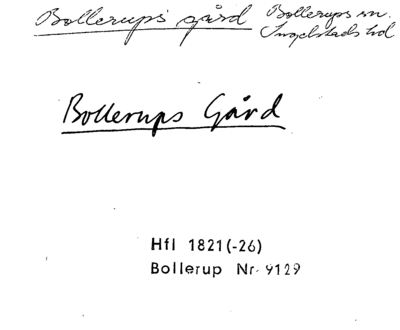 Bollerups gård Bollerups sn.
Ingelstads hd
Bollerups Gård
Hfl 1821(-26)
Bollerup Nr 9129